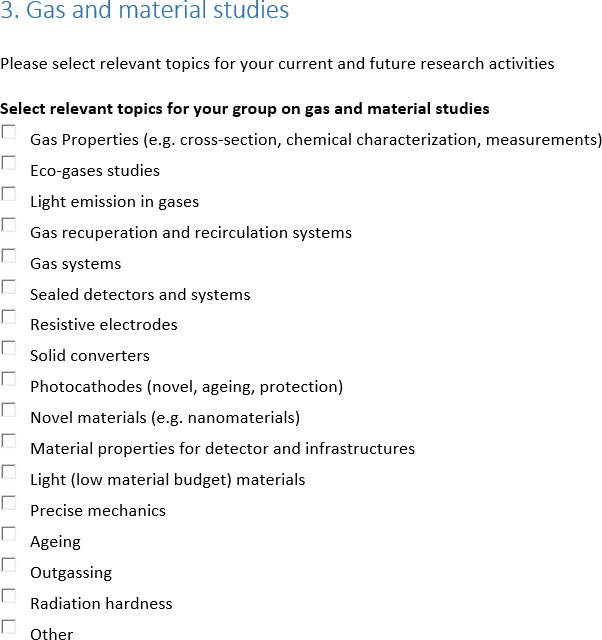 3. Gas and material studies
Please select relevant topics for your current and future research activities
Select relevant topics for your group on gas and material studies
Gas Properties (e.g. cross-section, chemical characterization, measurements)
Eco-gases studies
Light emission in gases
Gas recuperation and recirculation systems
Gas systems
Sealed detectors and systems
Resistive electrodes
Solid converters
Photocathodes (novel, ageing, protection)
Novel materials (e.g. nanomaterials)
Material properties for detector and infrastructures
Light (low material budget) materials
Precise mechanics
Ageing
Outgassing
Radiation hardness
Other